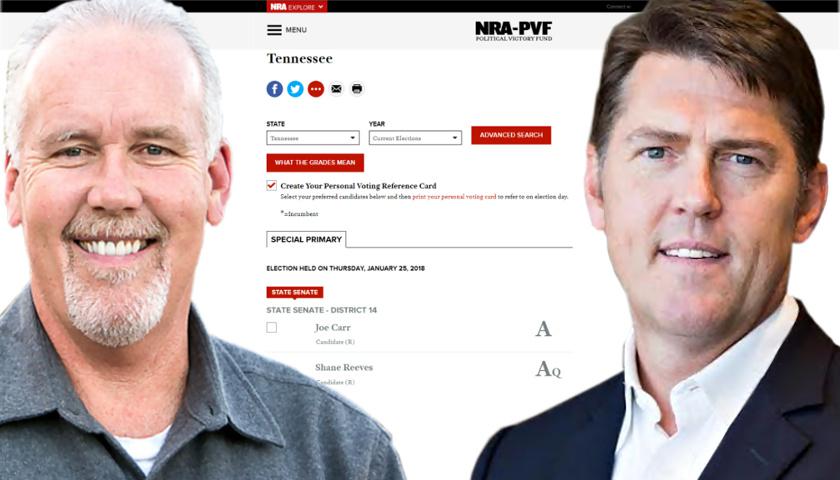 NRA EXPLORE
Connect
MENU
NRA-PVF
POLITICAL VICTORY FUND
Tennessee
STATE
YEAR
Tennessee
Current Elections
ADVANCED SEARCH
WHAT THE GRADES MEAN
Create Your Personal Voting Reference Card
Select your preferred candidates below and then print your personal voting card to refer to on election day.
*=Incumbent
SPECIAL PRIMARY
ELECTION HELD ON THURSDAY, JANUARY 25, 2018
STATE SENATE
STATE SENATE - DISTRICT 14
Joe Carr
A
Candidate (R)
Shane Reeves
AQ
Candidate (R)